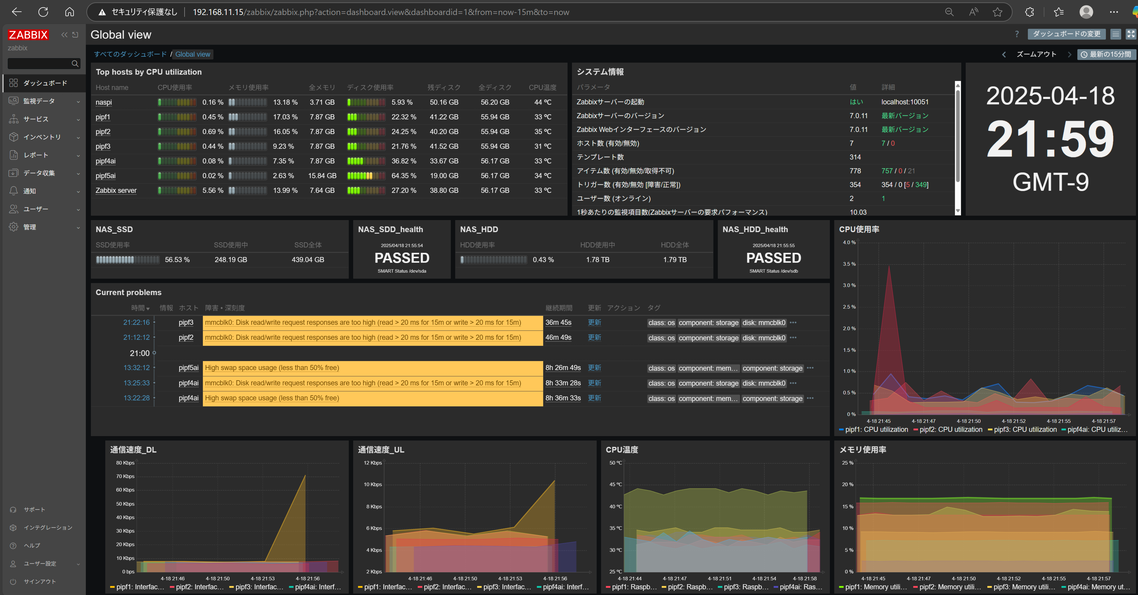 セキュリティ保護なし 192.168.11.15/zabbix/zabbix.php?action=dashboard.view&dashboardid=1&from=now-15m&to=now
ZABBIX
zabbix
Global view
ダッシュボードの変更
すべてのダッシュボード / Global view
ズームアウト
最新の15分間
ダッシュボード
監視データ
サービス
インベントリ
レポート
データ収集
通知
ユーザー
管理
サポート
インテグレーション
ヘルプ
ユーザー設定
サインアウト
Top hosts by CPU utilization
Host name CPU使用率 メモリ使用率 全メモリ ディスク使用率 残ディスク 全ディスク CPU温度
naspi 0.16 % 13.18 % 3.71 GB 5.93 % 50.16 GB 56.20 GB 44 ℃
pipf1 0.45 % 17.03 % 7.87 GB 22.32 % 41.22 GB 55.94 GB 33 ℃
pipf2 0.69 % 16.05 % 7.87 GB 24.25 % 40.20 GB 55.94 GB 35 ℃
pipf3 0.44 % 9.23 % 7.87 GB 21.76 % 41.52 GB 55.94 GB 31 ℃
pipf4ai 0.08 % 7.35 % 7.87 GB 36.82 % 33.67 GB 56.17 GB 33 ℃
pipf5ai 0.02 % 2.63 % 15.84 GB 64.35 % 19.00 GB 56.17 GB 34 ℃
Zabbix server 5.56 % 13.99 % 7.64 GB 27.20 % 38.80 GB 56.17 GB 33 ℃
システム情報
パラメータ 値 詳細
Zabbixサーバーの起動 はい localhost:10051
Zabbixサーバーのバージョン 7.0.11 最新バージョン
Zabbix Webインターフェースのバージョン 7.0.11 最新バージョン
ホスト数 (有効/無効) 7 7 / 0
テンプレート数 314
アイテム数 (有効/無効/取得不可) 778 757 / 0 / 21
トリガー数 (有効/無効 [障害/正常]) 354 354 / 0 [5 / 349]
ユーザー数 (オンライン) 2 1
1秒あたりの監視項目数(Zabbixサーバーの要求パフォーマンス) 10.03
2025-04-18
21:59
GMT-9
NAS_SSD
SSD使用率 SSD使用中 SSD全体
56.53 % 248.19 GB 439.04 GB
NAS_SDD_health
2025/04/18 21:55:54
PASSED
SMART Status /dev/sda
NAS_HDD
HDD使用率 HDD使用中 HDD全体
0.43 % 1.78 TB 1.79 TB
NAS_HDD_health
2025/04/18 21:55:55
PASSED
SMART Status /dev/sdb
Current problems
時間 情報 ホスト 障害・深刻度 継続期間 更新 アクション タグ
21:22:16 pipf3 mmcblk0: Disk read/write request responses are too high (read > 20 ms for 15m or write > 20 ms for 15m) 36m 45s 更新 class: os component: storage disk: mmcblk0 ···
21:12:12 pipf2 mmcblk0: Disk read/write request responses are too high (read > 20 ms for 15m or write > 20 ms for 15m) 46m 49s 更新 class: os component: storage disk: mmcblk0 ···
21:00
13:32:12 pipf5ai High swap space usage (less than 50% free) 8h 26m 49s 更新 class: os component: mem... component: storage ···
13:25:33 pipf4ai mmcblk0: Disk read/write request responses are too high (read > 20 ms for 15m or write > 20 ms for 15m) 8h 33m 28s 更新 class: os component: storage disk: mmcblk0 ···
13:22:28 pipf4ai High swap space usage (less than 50% free) 8h 36m 33s 更新 class: os component: mem... component: storage ···
CPU使用率
4.0 %
3.5 %
3.0 %
2.5 %
2.0 %
1.5 %
1.0 %
0.5 %
0 %
4-18 21:45 4-18 21:47 4-18 21:50 4-18 21:52 4-18 21:55 4-18 21:57
pipf1: CPU utilization pipf2: CPU utilization pipf3: CPU utilization pipf4ai: CPU utiliz...
通信速度_DL
80 Kbps
70 Kbps
60 Kbps
50 Kbps
40 Kbps
30 Kbps
20 Kbps
10 Kbps
0 bps
4-18 21:46 4-18 21:48 4-18 21:51 4-18 21:53 4-18 21:56
pipf1: Interfac... pipf2: Interfac... pipf3: Interfac... pipf4ai: Interf...
通信速度_UL
12 Kbps
10 Kbps
8 Kbps
6 Kbps
4 Kbps
2 Kbps
4-18 21:46 4-18 21:48 4-18 21:51 4-18 21:53 4-18 21:56
pipf1: Interfac... pipf2: Interfac... pipf3: Interfac... pipf4ai: Interf...
CPU温度
50 ℃
45 ℃
40 ℃
35 ℃
30 ℃
25 ℃
4-18 21:44 4-18 21:47 4-18 21:51 4-18 21:54 4-18 21:58
pipf1: Raspb... pipf2: Raspb... pipf3: Raspb... pipf4ai: Ras...
メモリ使用率
25 %
20 %
15 %
10 %
5 %
0 %
4-18 21:45 4-18 21:47 4-18 21:50 4-18 21:52 4-18 21:55 4-18 21:57
pipf1: Memory utili... pipf2: Memory utili... pipf3: Memory utili... pipf4ai: Memory ut...